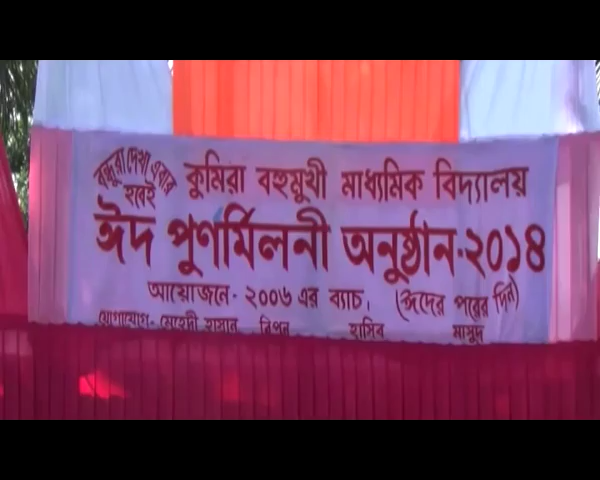 বন্ধুরা দেখা এবার
হবেই
কুমিরা বহুমুখী মাধ্যমিক বিদ্যালয়
ঈদ পুণর্মিলনী অনুষ্ঠান-২০১৪
আয়োজনে- ২০০৬ এর ব্যাচ। (ঈদের পরের দিন)
যোগাযোগ- মেহেদী হাসান রিপন হাসিব মাসুদ